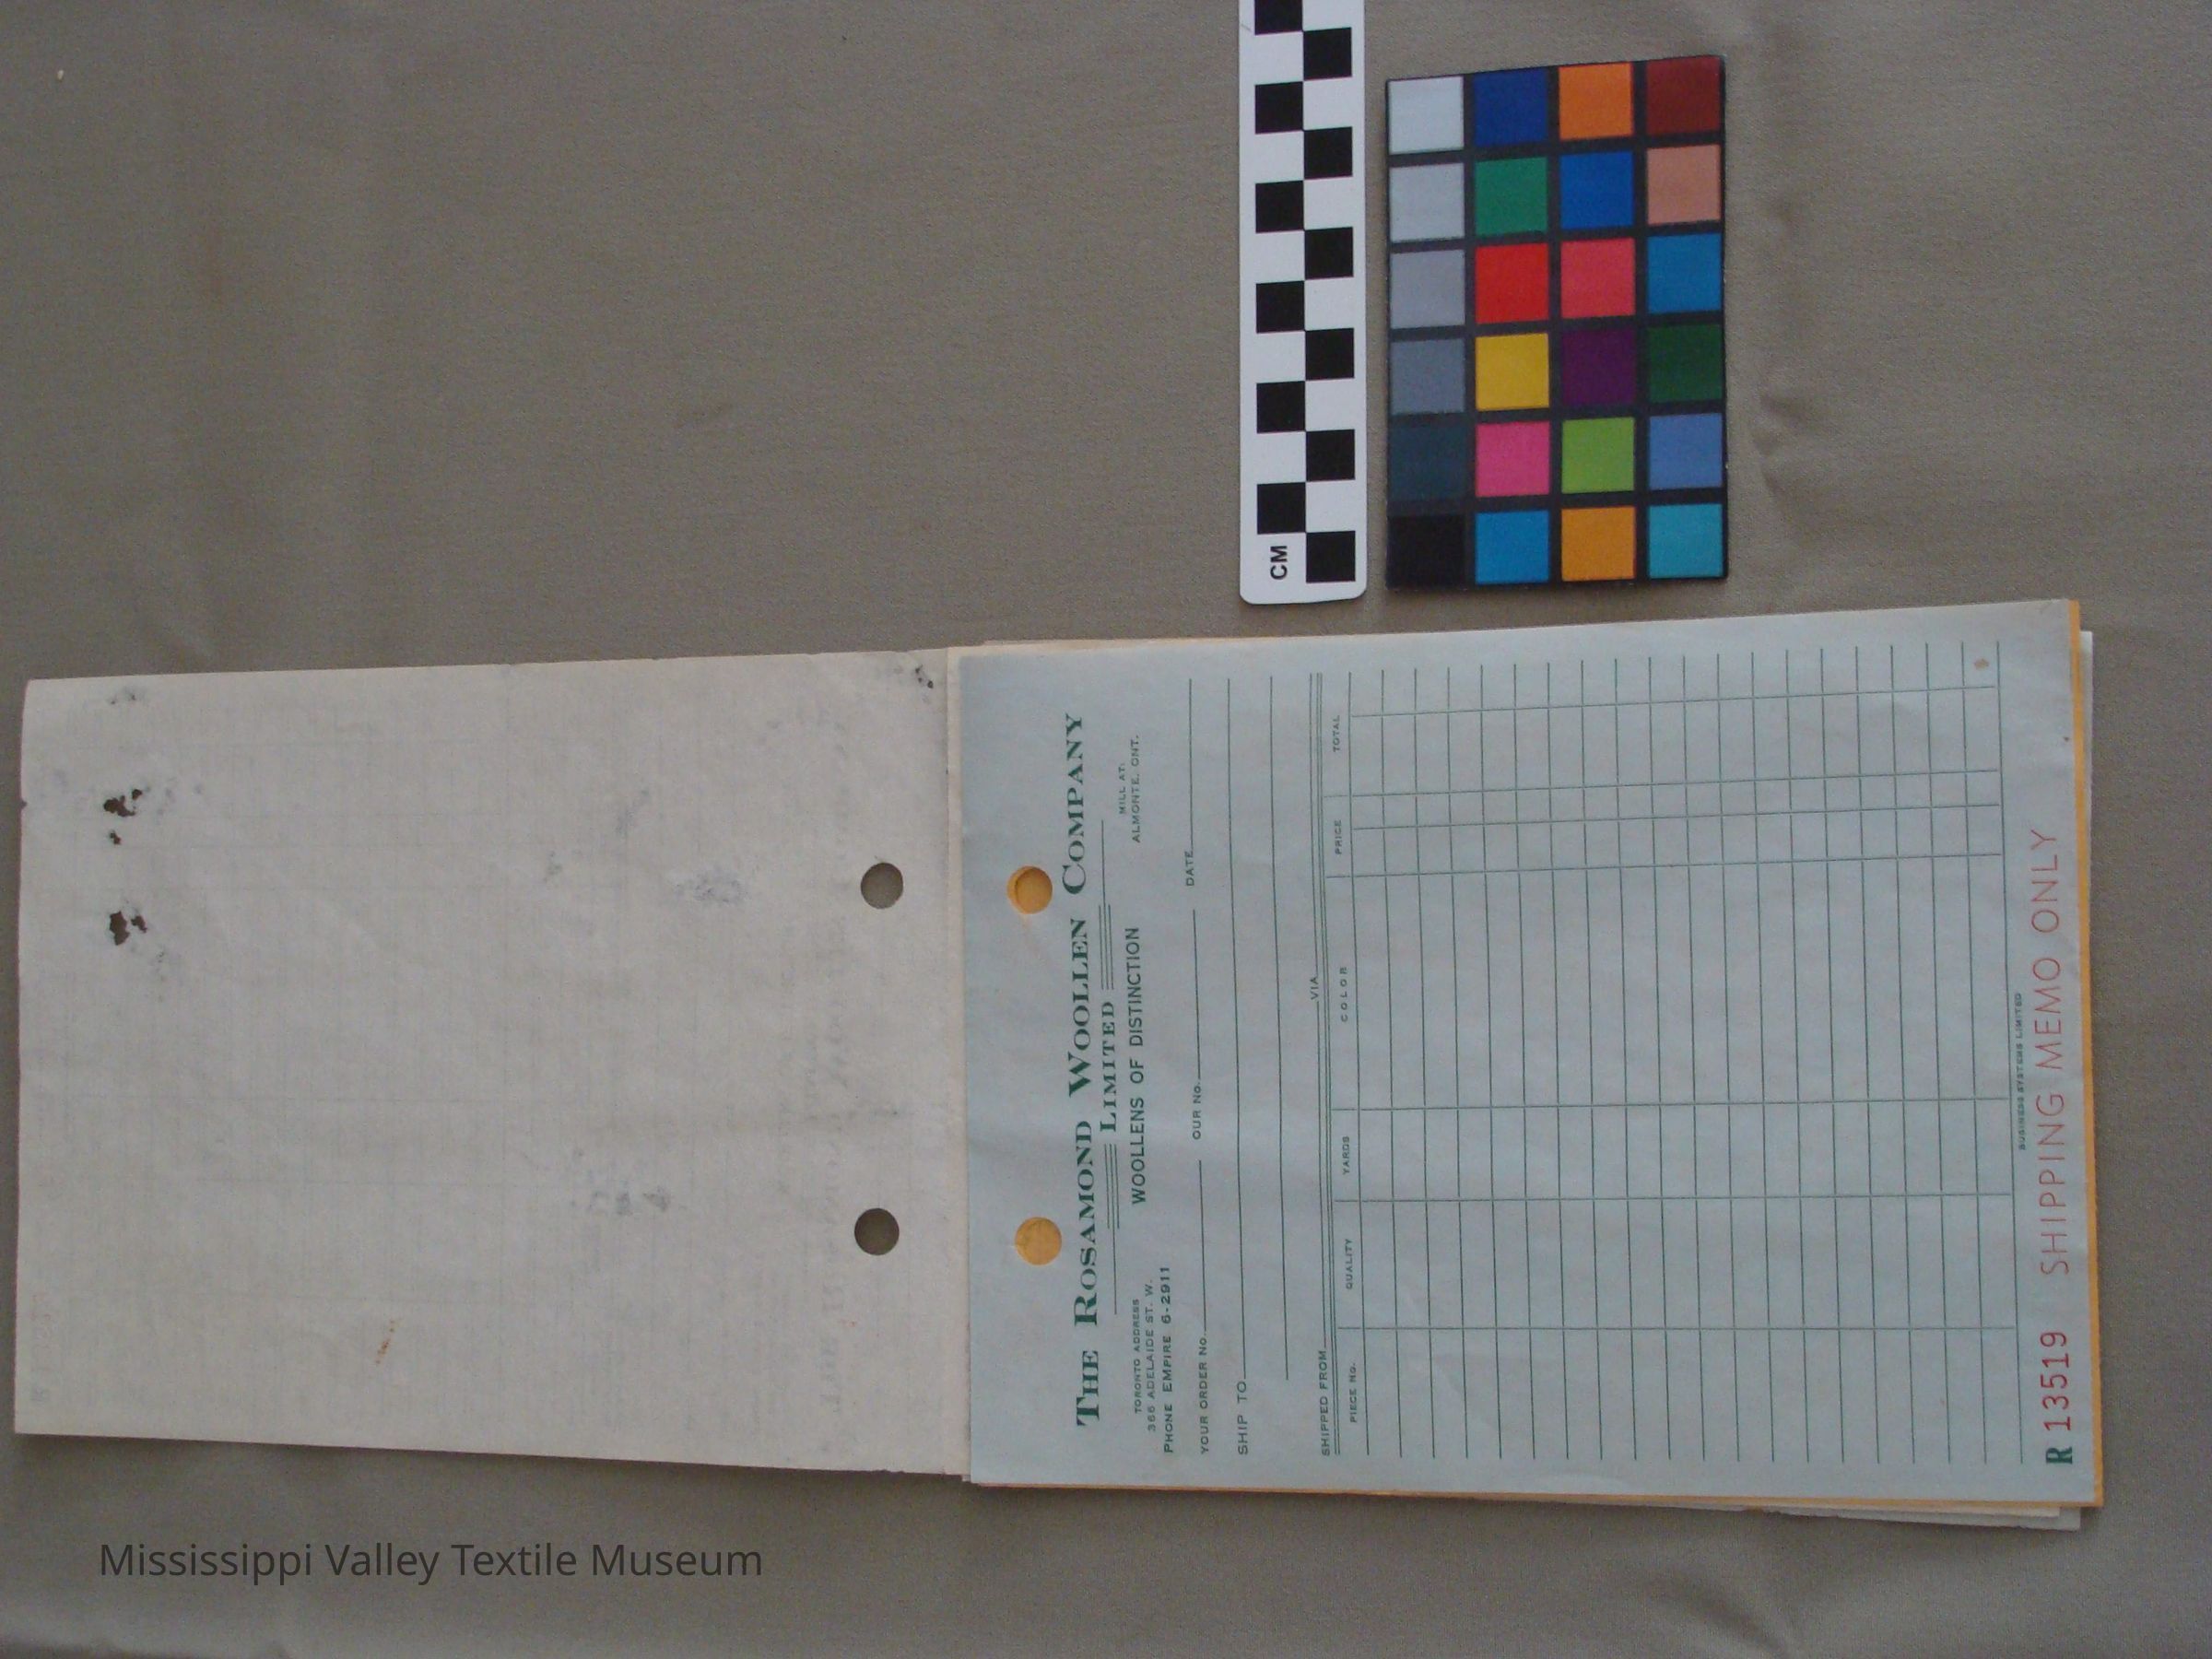 THE ROSAMOND WOOLLEN COMPANY
LIMITED
WOOLLENS OF DISTINCTION
TORONTO ADDRESS
366 ADELAIDE ST. W.
PHONE EMPIRE 6-2911
MILL AT:
ALMONTE, ONT.
YOUR ORDER No. OUR No. DATE
SHIP TO
SHIPPED FROM VIA
PIECE NO. QUALITY YARDS COLOR PRICE TOTAL
BUSINESS SYSTEMS LIMITED
R 13519 SHIPPING MEMO ONLY
CM
Mississippi Valley Textile Museum